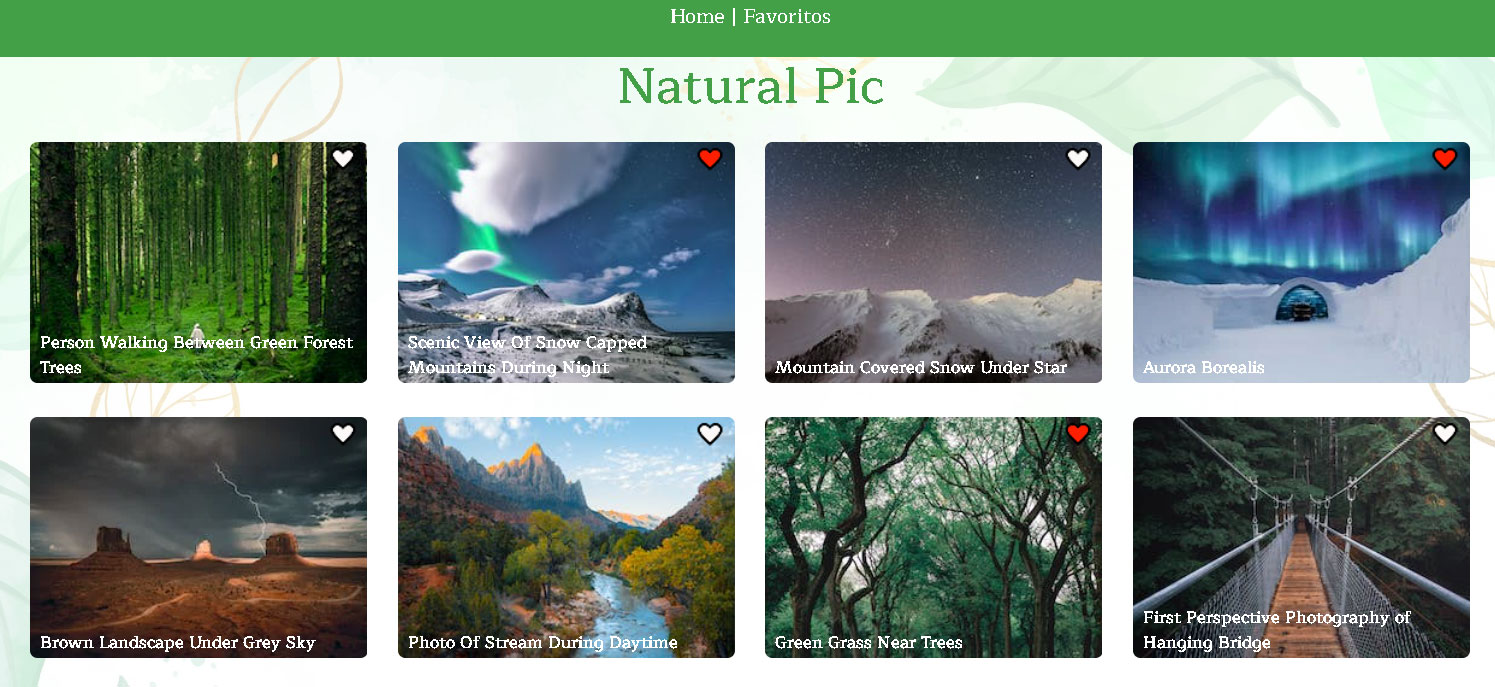 Home | Favoritos
Natural Pic
Person Walking Between Green Forest
Trees
Scenic View Of Snow Capped
Mountains During Night
Mountain Covered Snow Under Star
Aurora Borealis
Brown Landscape Under Grey Sky
Photo Of Stream During Daytime
Green Grass Near Trees
First Perspective Photography of
Hanging Bridge